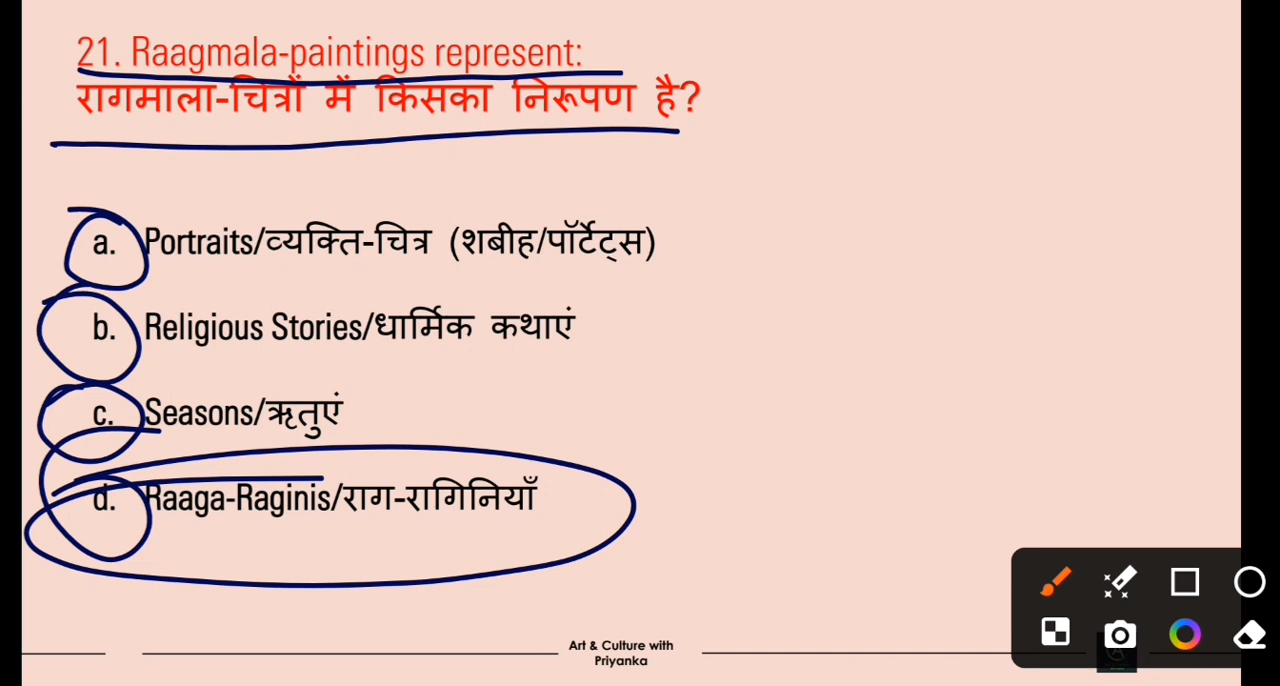 21. Raagmala-paintings represent:
रागमाला-चित्रों में किसका निरूपण है?
a. Portraits/व्यक्ति-चित्र (शबीह/पॉर्टेट्स)
b. Religious Stories/धार्मिक कथाएं
c. Seasons/ऋतुएं
d. Raaga-Raginis/राग-रागिनियाँ
Art & Culture with
Priyanka